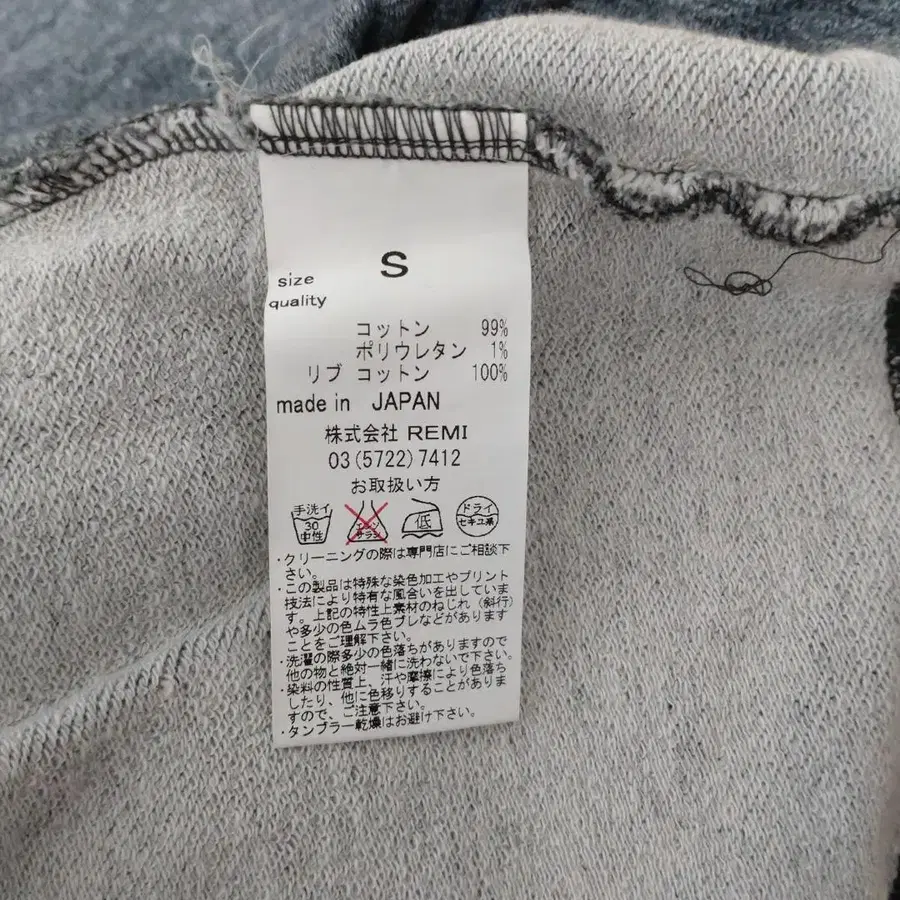 S
size
quality
コットン 99%
ポリウレタン 1%
リブ コットン 100%
made in JAPAN
株式会社 REMI
03(5722)7412
お取扱い方
手洗イ 30 中性
エンソ サラシ
低
ドライ セキユ系
・クリーニングの際は専門店にご相談下
さい。
・この製品は特殊な染色加工やプリント
技法により特有な風合いを出していま
す。上記の特性上素材のねじれ(斜行)
や多少の色ムラ色ブレなどがあります
ことをご理解下さい。
・洗濯の際多少の色落ちがありますので
他の物と絶対一緒に洗わないで下さい。
・染料の性質上、汗や摩擦により色落ち
したり、他に色移りすることがありま
すので、ご注意下さい。
・タンブラー乾燥はお避け下さい。